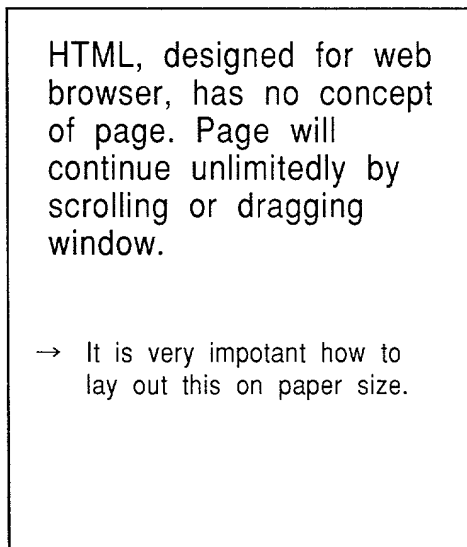 HTML, designed for web
browser, has no concept
of page. Page will
continue unlimitedly by
scrolling or dragging
window.
→ It is very impotant how to
lay out this on paper size.